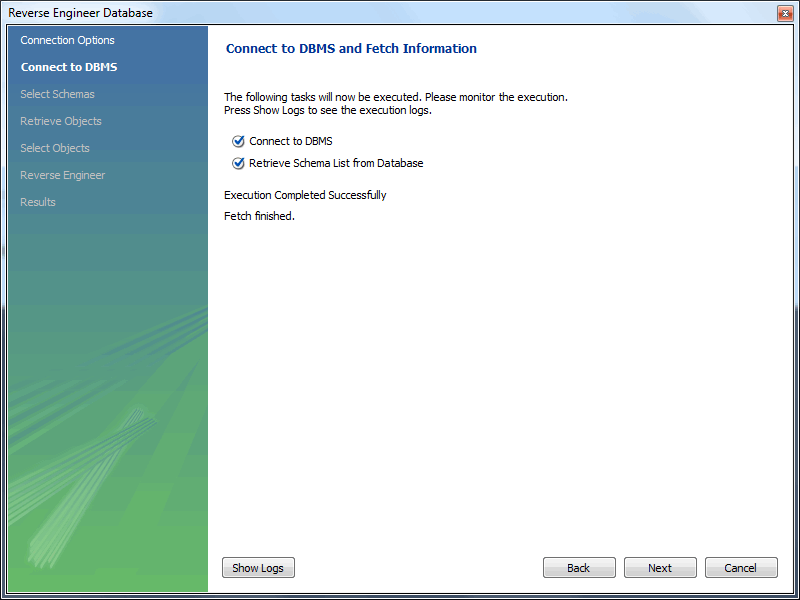 Reverse Engineer Database
Connection Options
Connect to DBMS
Select Schemas
Retrieve Objects
Select Objects
Reverse Engineer
Results
Connect to DBMS and Fetch Information
The following tasks will now be executed. Please monitor the execution.
Press Show Logs to see the execution logs.
Connect to DBMS
Retrieve Schema List from Database
Execution Completed Successfully
Fetch finished.
Show Logs
Back
Next
Cancel